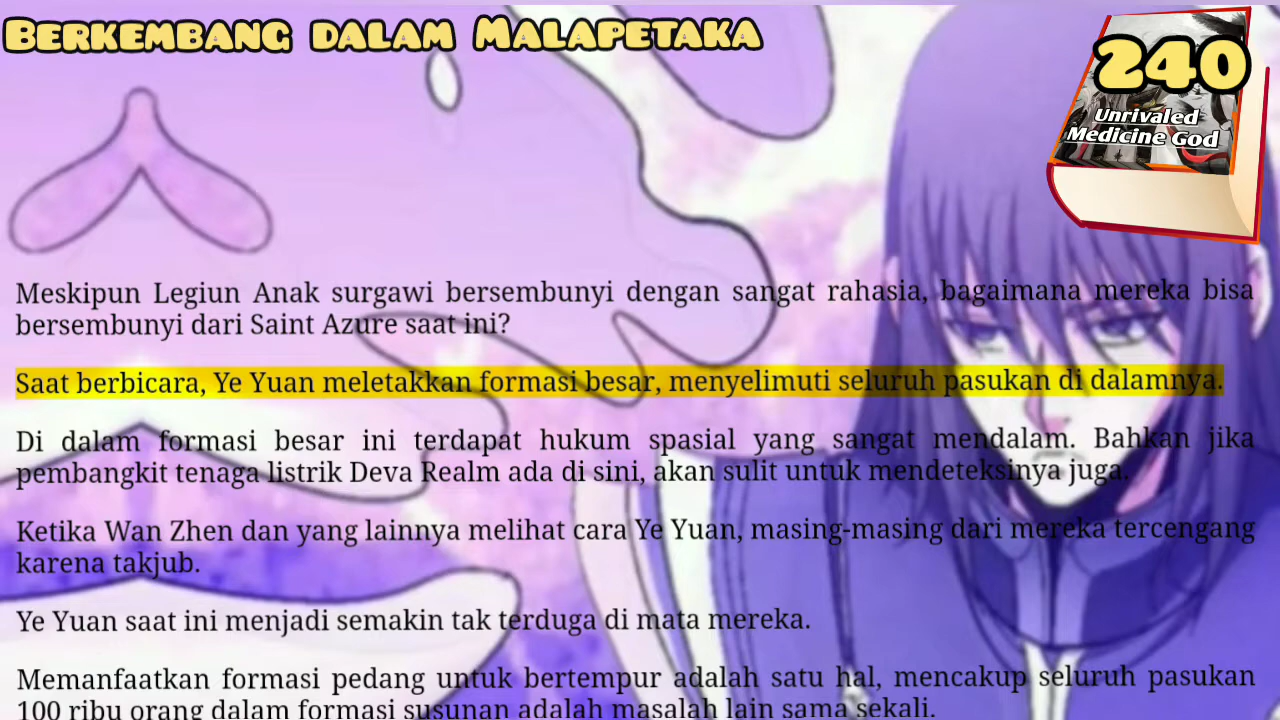 Berkembang dalam Malapetaka
240
Unrivaled
Medicine God
Meskipun Legiun Anak surgawi bersembunyi dengan sangat rahasia, bagaimana mereka bisa
bersembunyi dari Saint Azure saat ini?
Saat berbicara, Ye Yuan meletakkan formasi besar, menyelimuti seluruh pasukan di dalamnya.
Di dalam formasi besar ini terdapat hukum spasial yang sangat mendalam. Bahkan jika
pembangkit tenaga listrik Deva Realm ada di sini, akan sulit untuk mendeteksinya juga.
Ketika Wan Zhen dan yang lainnya melihat cara Ye Yuan, masing-masing dari mereka tercengang
karena takjub.
Ye Yuan saat ini menjadi semakin tak terduga di mata mereka.
Memanfaatkan formasi pedang untuk bertempur adalah satu hal, mencakup seluruh pasukan
100 ribu orang dalam formasi susunan adalah masalah lain sama sekali.